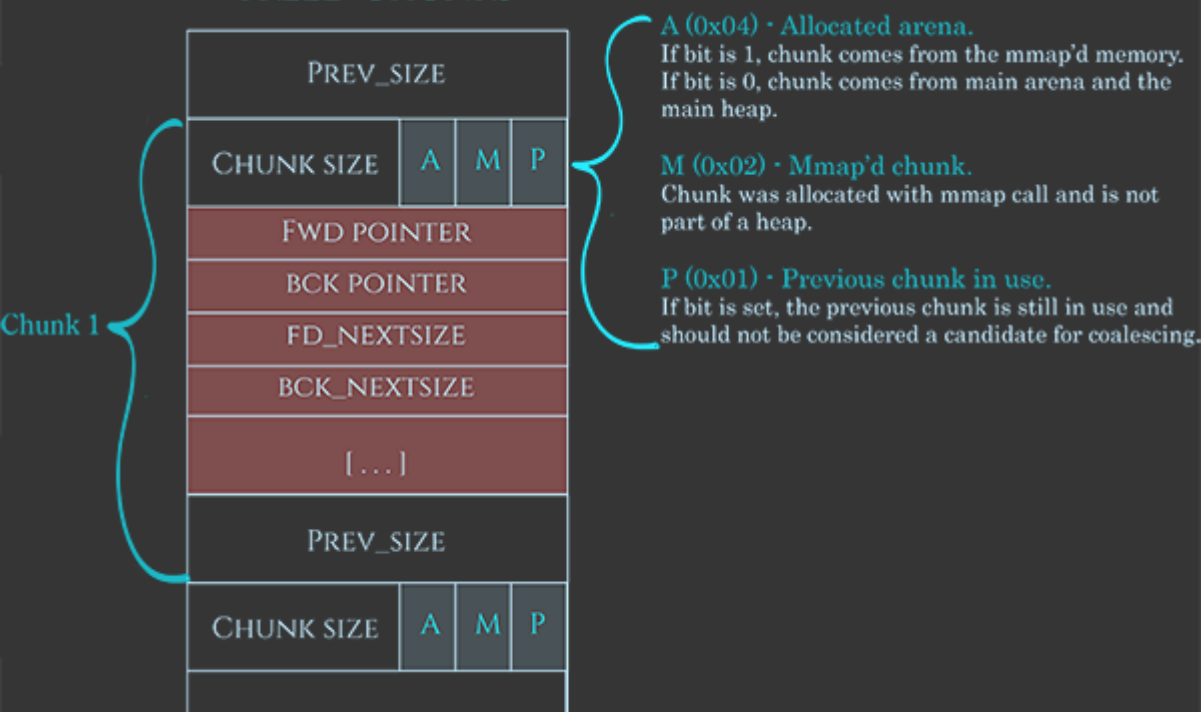 PREV_SIZE
CHUNK SIZE A M P
FWD POINTER
BCK POINTER
FD_NEXTSIZE
BCK_NEXTSIZE
[...]
PREV_SIZE
CHUNK SIZE A M P
Chunk 1
A (0x04) - Allocated arena.
If bit is 1, chunk comes from the mmap'd memory.
If bit is 0, chunk comes from main arena and the
main heap.
M (0x02) - Mmap'd chunk.
Chunk was allocated with mmap call and is not
part of a heap.
P (0x01) - Previous chunk in use.
If bit is set, the previous chunk is still in use and
should not be considered a candidate for coalescing.